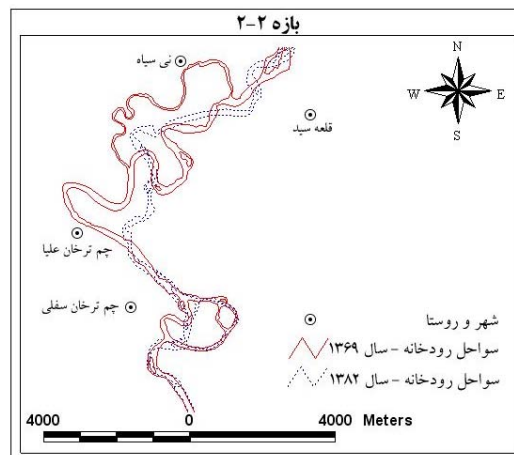 بازه ۲-۲
نی سیاه
قلعه سید
N
W E
S
چم ترخان علیا
چم ترخان سفلی
شهر و روستا
سواحل رودخانه - سال ۱۳۶۹
سواحل رودخانه - سال ۱۳۸۲
4000 0 4000 Meters